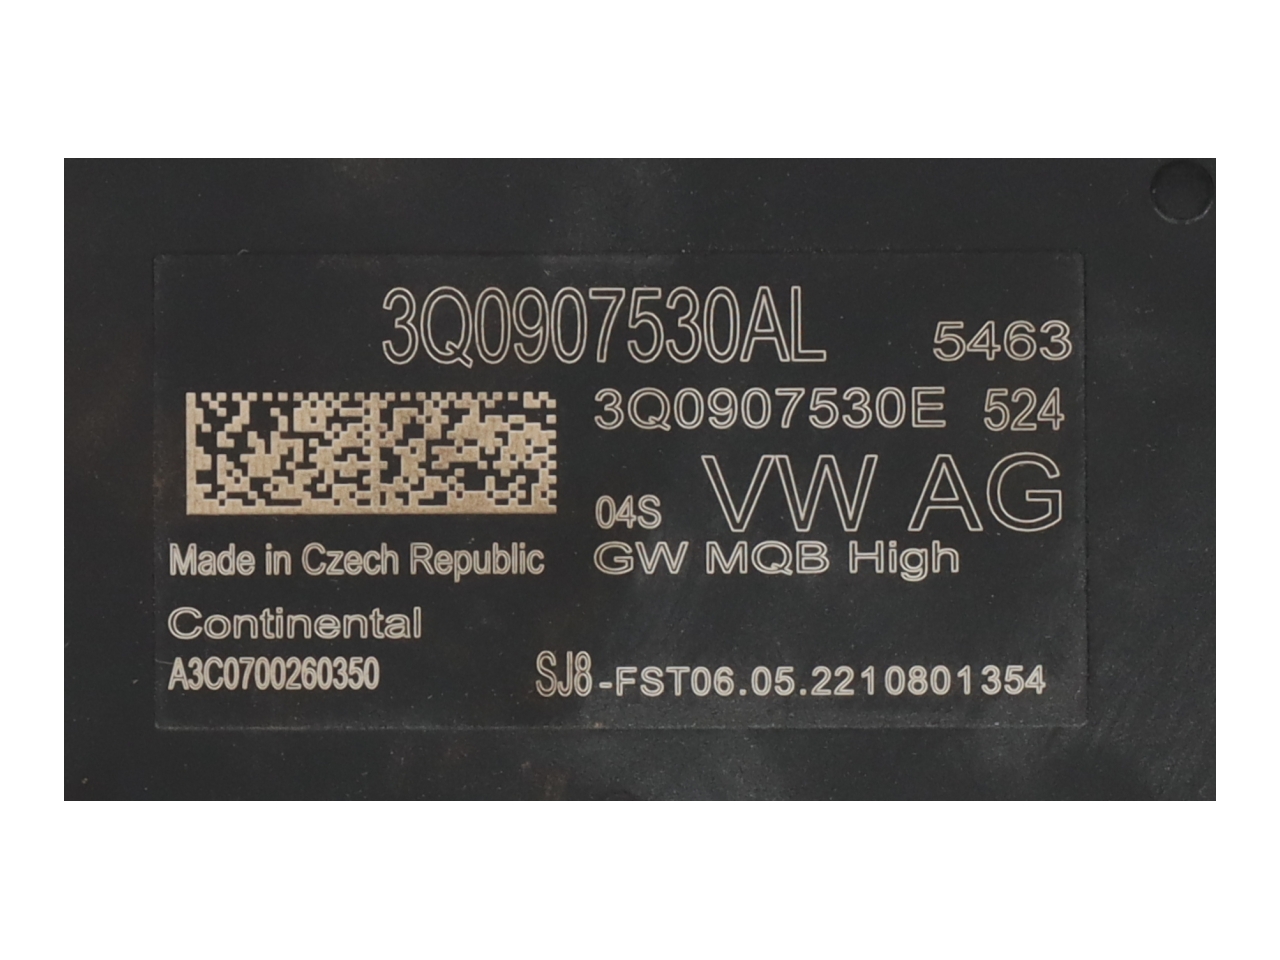 3Q0907530AL 5463
3Q0907530E 524
04S VW AG
Made in Czech Republic GW MQB High
Continental
A3C0700260350 SJ8-FST06.05.2210801354